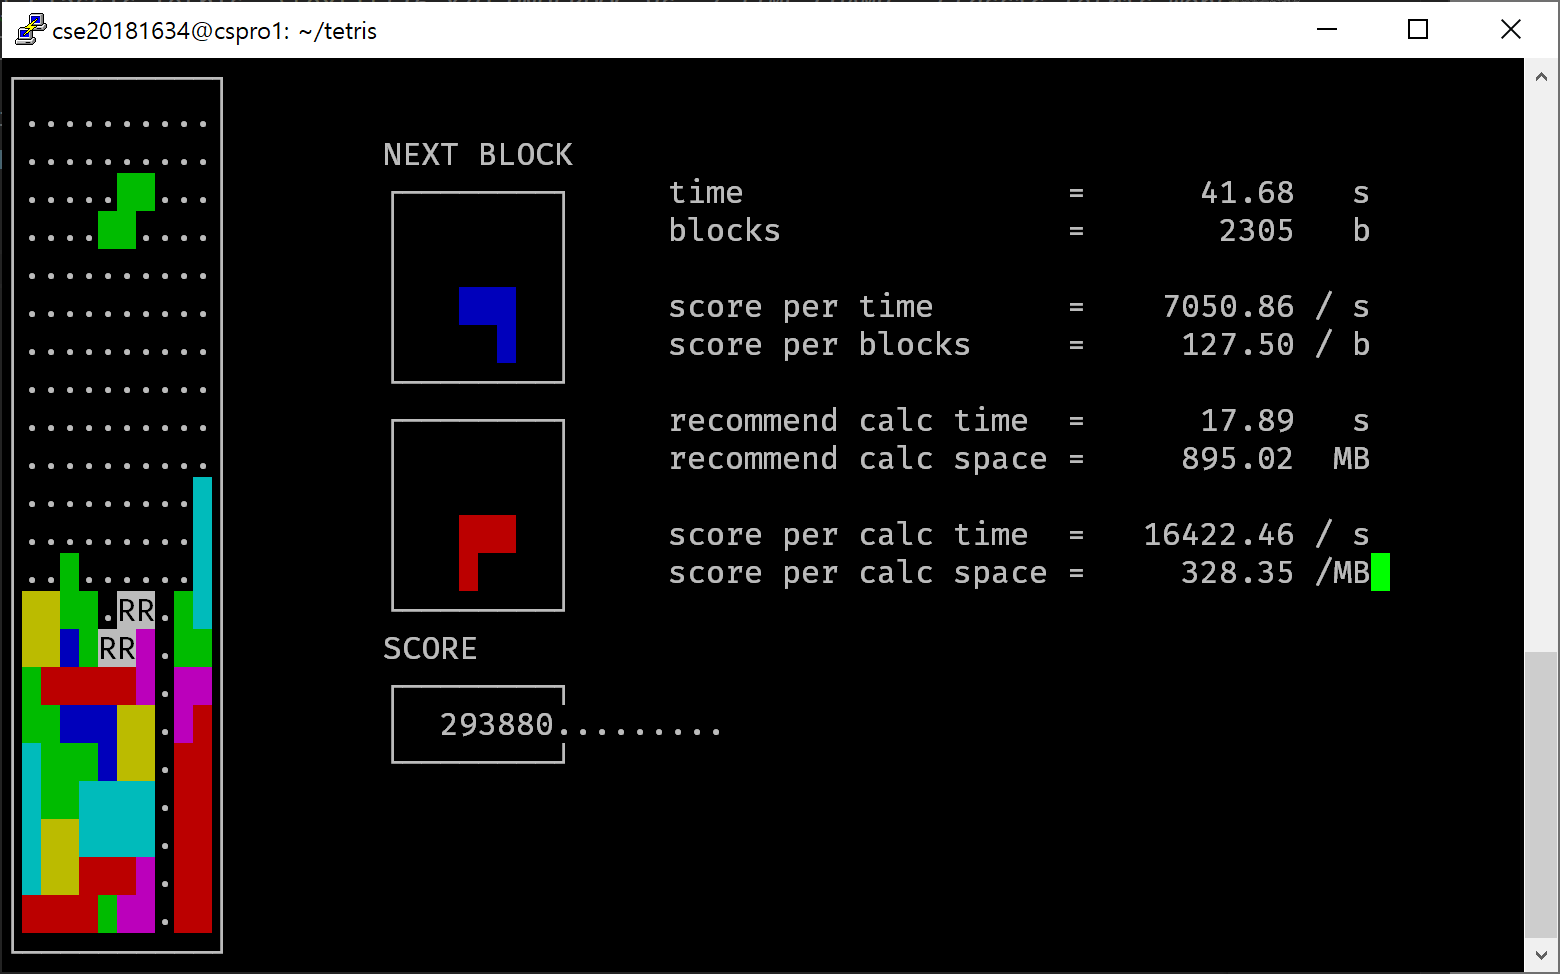 cse20181634@cspro1: ~/tetris
NEXT BLOCK
time = 41.68 s
blocks = 2305 b
score per time = 7050.86 / s
score per blocks = 127.50 / b
recommend calc time = 17.89 s
recommend calc space = 895.02 MB
score per calc time = 16422.46 / s
score per calc space = 328.35 /MB
RR
RR
SCORE
293880.........